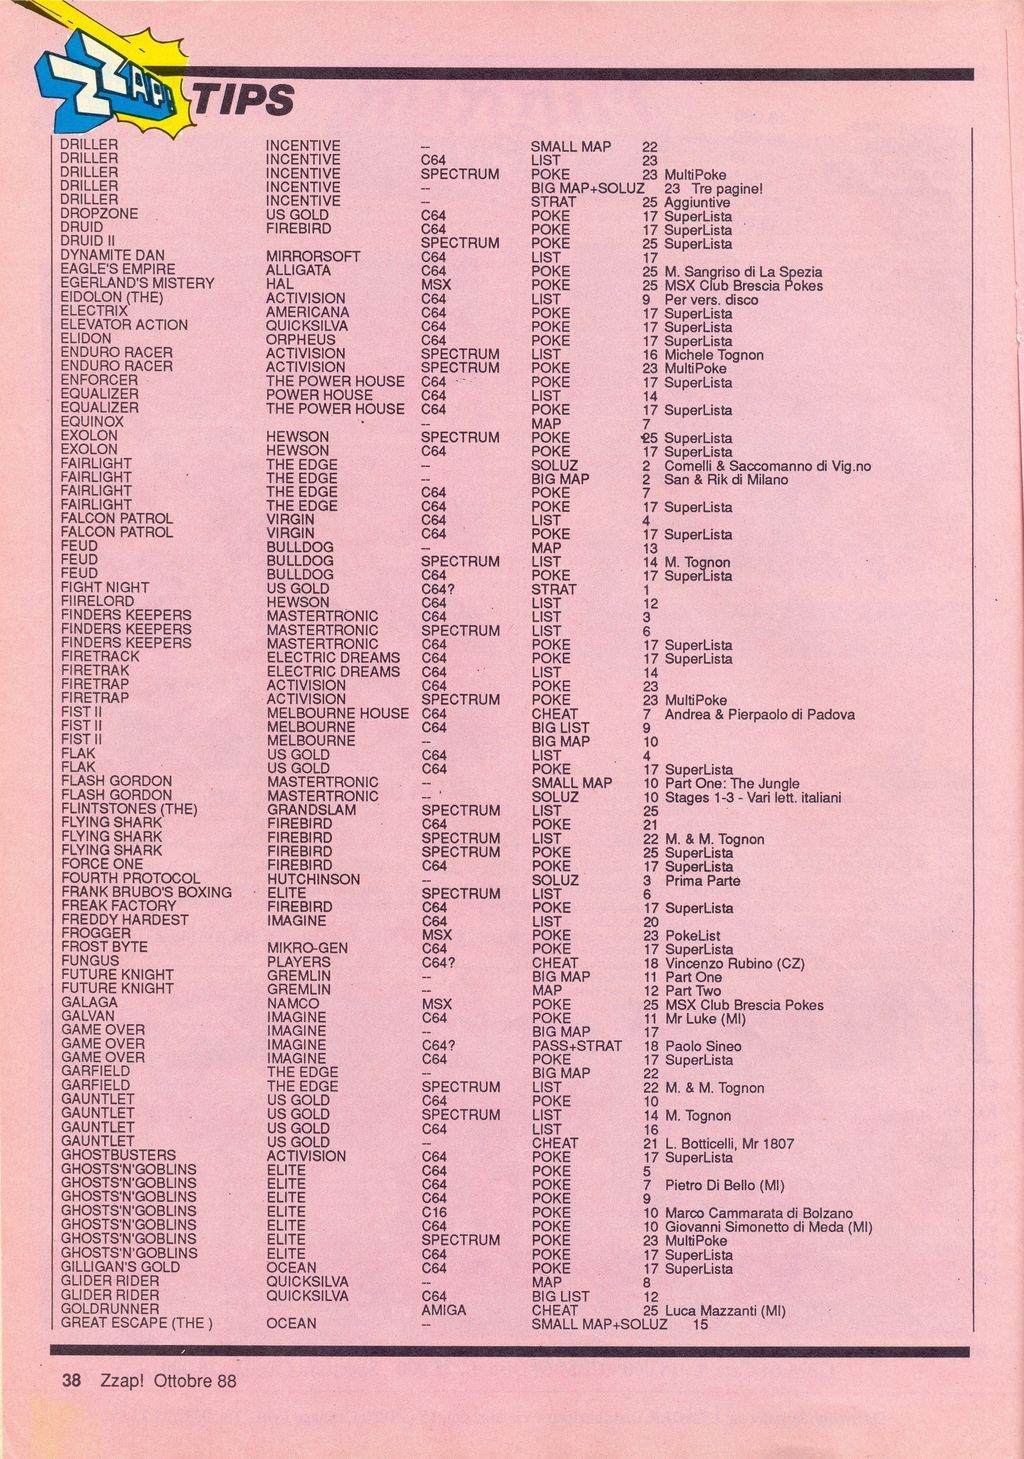 ZZAP! TIPS
DRILLER INCENTIVE -- SMALL MAP 22
DRILLER INCENTIVE C64 LIST 23
DRILLER INCENTIVE SPECTRUM POKE 23 MultiPoke
DRILLER INCENTIVE -- BIG MAP+SOLUZ 23 Tre pagine!
DRILLER INCENTIVE -- STRAT 25 Aggiuntive
DROPZONE US GOLD C64 POKE 17 SuperLista
DRUID FIREBIRD C64 POKE 17 SuperLista
DRUID II SPECTRUM POKE 25 SuperLista
DYNAMITE DAN MIRRORSOFT C64 LIST 17
EAGLE'S EMPIRE ALLIGATA C64 POKE 25 M. Sangriso di La Spezia
EGERLAND'S MISTERY HAL MSX POKE 25 MSX Club Brescia Pokes
EIDOLON (THE) ACTIVISION C64 LIST 9 Per vers. disco
ELECTRIX AMERICANA C64 POKE 17 SuperLista
ELEVATOR ACTION QUICKSILVA C64 POKE 17 SuperLista
ELIDON ORPHEUS C64 POKE 17 SuperLista
ENDURO RACER ACTIVISION SPECTRUM LIST 16 Michele Tognon
ENDURO RACER ACTIVISION SPECTRUM POKE 23 MultiPoke
ENFORCER THE POWER HOUSE C64 POKE 17 SuperLista
EQUALIZER POWER HOUSE C64 LIST 14
EQUALIZER THE POWER HOUSE C64 POKE 17 SuperLista
EQUINOX -- MAP 7
EXOLON HEWSON SPECTRUM POKE 25 SuperLista
EXOLON HEWSON C64 POKE 17 SuperLista
FAIRLIGHT THE EDGE -- SOLUZ 2 Comelli & Saccomanno di Vig.no
FAIRLIGHT THE EDGE -- BIG MAP 2 San & Rik di Milano
FAIRLIGHT THE EDGE C64 POKE 7
FAIRLIGHT THE EDGE C64 POKE 17 SuperLista
FALCON PATROL VIRGIN C64 LIST 4
FALCON PATROL VIRGIN C64 POKE 17 SuperLista
FEUD BULLDOG -- MAP 13
FEUD BULLDOG SPECTRUM LIST 14 M. Tognon
FEUD BULLDOG C64 POKE 17 SuperLista
FIGHT NIGHT US GOLD C64? STRAT 1
FIIRELORD HEWSON C64 LIST 12
FINDERS KEEPERS MASTERTRONIC C64 LIST 3
FINDERS KEEPERS MASTERTRONIC SPECTRUM LIST 6
FINDERS KEEPERS MASTERTRONIC C64 POKE 17 SuperLista
FIRETRACK ELECTRIC DREAMS C64 POKE 17 SuperLista
FIRETRAK ELECTRIC DREAMS C64 LIST 14
FIRETRAP ACTIVISION C64 POKE 23
FIRETRAP ACTIVISION SPECTRUM POKE 23 MultiPoke
FIST II MELBOURNE HOUSE C64 CHEAT 7 Andrea & Pierpaolo di Padova
FIST II MELBOURNE C64 BIG LIST 9
FIST II MELBOURNE -- BIG MAP 10
FLAK US GOLD C64 LIST 4
FLAK US GOLD C64 POKE 17 SuperLista
FLASH GORDON MASTERTRONIC -- SMALL MAP 10 Part One: The Jungle
FLASH GORDON MASTERTRONIC -- SOLUZ 10 Stages 1-3 - Vari lett. italiani
FLINTSTONES (THE) GRANDSLAM SPECTRUM LIST 25
FLYING SHARK FIREBIRD C64 POKE 21
FLYING SHARK FIREBIRD SPECTRUM LIST 22 M. & M. Tognon
FLYING SHARK FIREBIRD SPECTRUM POKE 25 SuperLista
FORCE ONE FIREBIRD C64 POKE 17 SuperLista
FOURTH PROTOCOL HUTCHINSON -- SOLUZ 3 Prima Parte
FRANK BRUBO'S BOXING ELITE SPECTRUM LIST 6
FREAK FACTORY FIREBIRD C64 POKE 17 SuperLista
FREDDY HARDEST IMAGINE C64 LIST 20
FROGGER MSX POKE 23 PokeList
FROST BYTE MIKRO-GEN C64 POKE 17 SuperLista
FUNGUS PLAYERS C64? CHEAT 18 Vincenzo Rubino (CZ)
FUTURE KNIGHT GREMLIN -- BIG MAP 11 Part One
FUTURE KNIGHT GREMLIN -- MAP 12 Part Two
GALAGA NAMCO MSX POKE 25 MSX Club Brescia Pokes
GALVAN IMAGINE C64 POKE 11 Mr Luke (MI)
GAME OVER IMAGINE -- BIG MAP 17
GAME OVER IMAGINE C64? PASS+STRAT 18 Paolo Sineo
GAME OVER IMAGINE C64 POKE 17 SuperLista
GARFIELD THE EDGE -- BIG MAP 22
GARFIELD THE EDGE SPECTRUM LIST 22 M. & M. Tognon
GAUNTLET US GOLD C64 POKE 10
GAUNTLET US GOLD SPECTRUM LIST 14 M. Tognon
GAUNTLET US GOLD C64 LIST 16
GAUNTLET US GOLD -- CHEAT 21 L. Botticelli, Mr 1807
GHOSTBUSTERS ACTIVISION C64 POKE 17 SuperLista
GHOSTS'N'GOBLINS ELITE C64 POKE 5
GHOSTS'N'GOBLINS ELITE C64 POKE 7 Pietro Di Bello (MI)
GHOSTS'N'GOBLINS ELITE C64 POKE 9
GHOSTS'N'GOBLINS ELITE C16 POKE 10 Marco Cammarata di Bolzano
GHOSTS'N'GOBLINS ELITE C64 POKE 10 Giovanni Simonetto di Meda (MI)
GHOSTS'N'GOBLINS ELITE SPECTRUM POKE 23 MultiPoke
GHOSTS'N'GOBLINS ELITE C64 POKE 17 SuperLista
GILLIGAN'S GOLD OCEAN C64 POKE 17 SuperLista
GLIDER RIDER QUICKSILVA -- MAP 8
GLIDER RIDER QUICKSILVA C64 BIG LIST 12
GOLDRUNNER AMIGA CHEAT 25 Luca Mazzanti (MI)
GREAT ESCAPE (THE ) OCEAN -- SMALL MAP+SOLUZ 15
38 Zzap! Ottobre 88